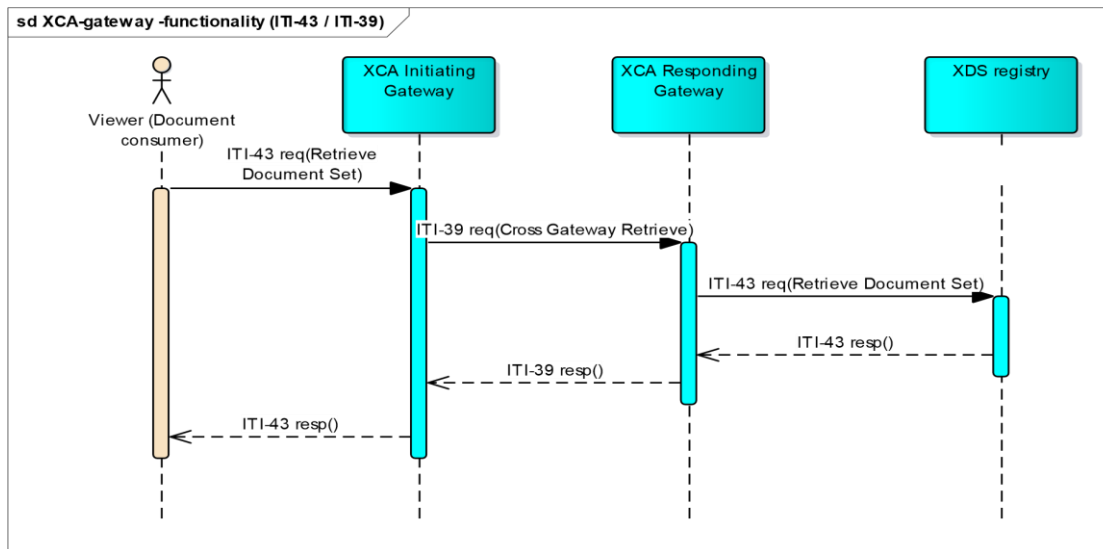 sd XCA-gateway -functionality (ITI-43 / ITI-39)
XCA Initiating
Gateway
XCA Responding
Gateway
XDS registry
Viewer (Document
consumer)
ITI-43 req(Retrieve
Document Set)
ITI-39 req(Cross Gateway Retrieve)
ITI-43 req(Retrieve Document Set)
ITI-43 resp()
ITI-39 resp()
ITI-43 resp()